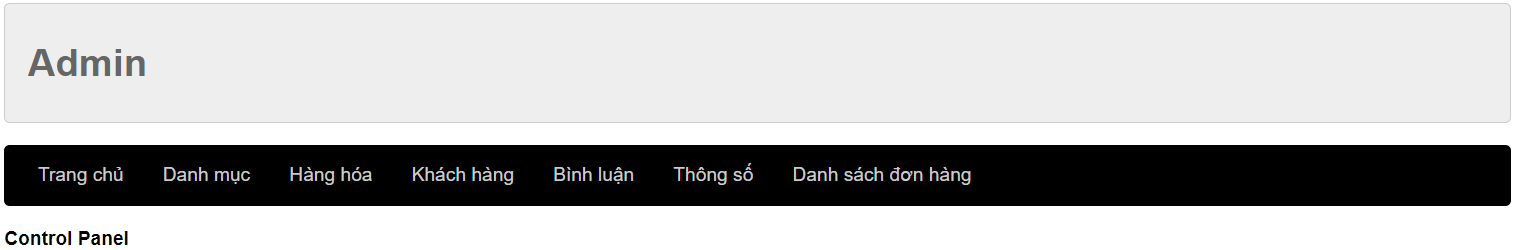 Admin
Trang chủ Danh mục Hàng hóa Khách hàng Bình luận Thông số Danh sách đơn hàng
Control Panel